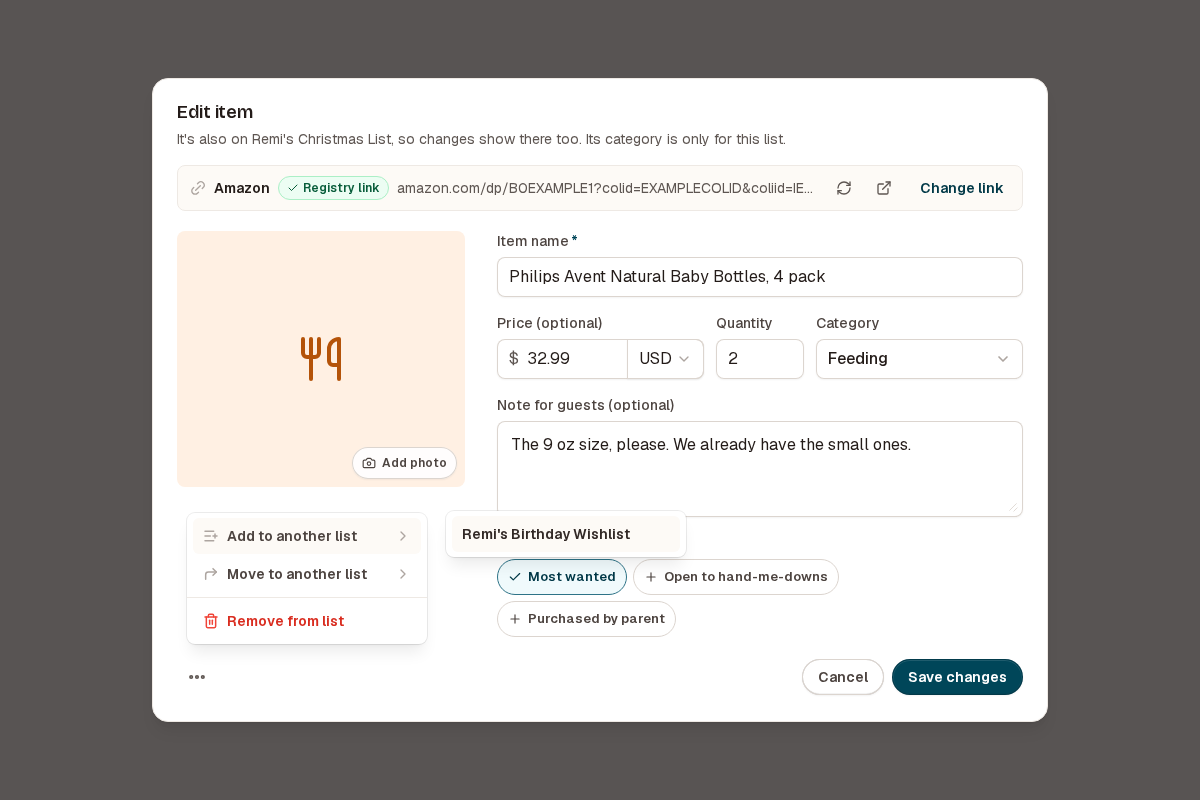 Edit item
It's also on Remi's Christmas List, so changes show there too. Its category is only for this list.
Amazon
Registry link
amazon.com/dp/B0EXAMPLE1?colid=EXAMPLECOLID&coliid=IE...
Change link
Item name *
Philips Avent Natural Baby Bottles, 4 pack
Price (optional)
Quantity
Category
$ 32.99
USD
2
Feeding
Note for guests (optional)
The 9 oz size, please. We already have the small ones.
Add photo
Add to another list
Remi's Birthday Wishlist
Move to another list
Remove from list
Most wanted
Open to hand-me-downs
Purchased by parent
Cancel
Save changes